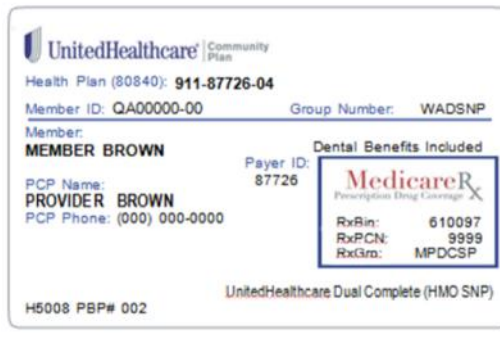 UnitedHealthcare Community Plan
Health Plan (80840): 911-87726-04
Member ID: QA00000-00 Group Number: WADSNP
Member:
MEMBER BROWN
Dental Benefits Included
Payer ID:
87726
PCP Name:
PROVIDER BROWN
PCP Phone: (000) 000-0000
MedicareRx
Prescription Drug Coverage
RxBin: 610097
RxPCN: 9999
RxGrp: MPDCSP
UnitedHealthcare Dual Complete (HMO SNP)
H5008 PBP# 002